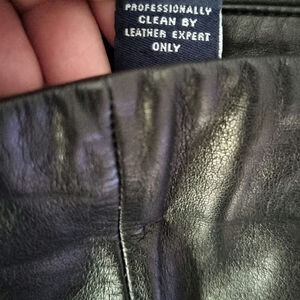 PROFESSIONALLY
CLEAN BY
LEATHER EXPERT
ONLY